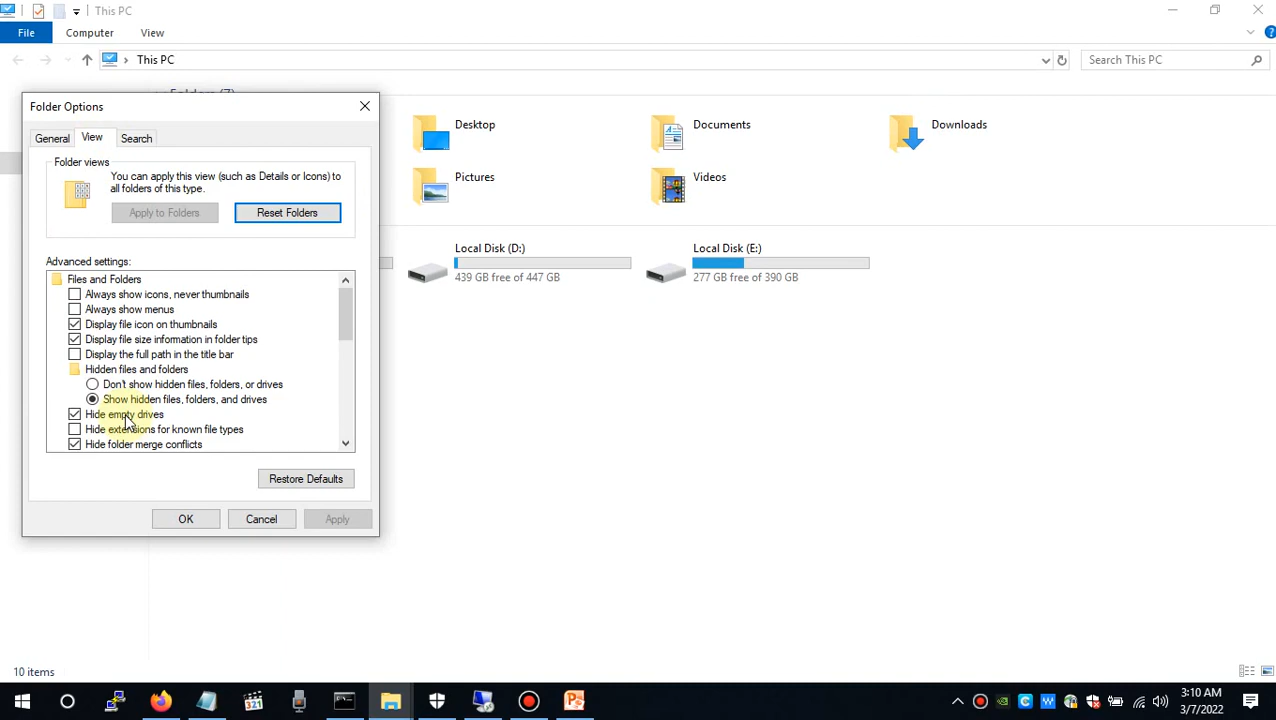 This PC
File
Computer
View
This PC
Search This PC
Folder Options
General
View
Search
Folder views
You can apply this view (such as Details or Icons) to
all folders of this type.
Apply to Folders
Reset Folders
Advanced settings:
Files and Folders
Always show icons, never thumbnails
Always show menus
Display file icon on thumbnails
Display file size information in folder tips
Display the full path in the title bar
Hidden files and folders
Don't show hidden files, folders, or drives
Show hidden files, folders, and drives
Hide empty drives
Hide extensions for known file types
Hide folder merge conflicts
Restore Defaults
OK
Cancel
Apply
Desktop
Documents
Downloads
Pictures
Videos
Local Disk (D:)
439 GB free of 447 GB
Local Disk (E:)
277 GB free of 390 GB
10 items
321
3:10 AM
3/7/2022